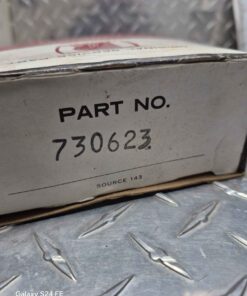 PART NO.
730623
SOURCE 143
Galaxy S24 FE